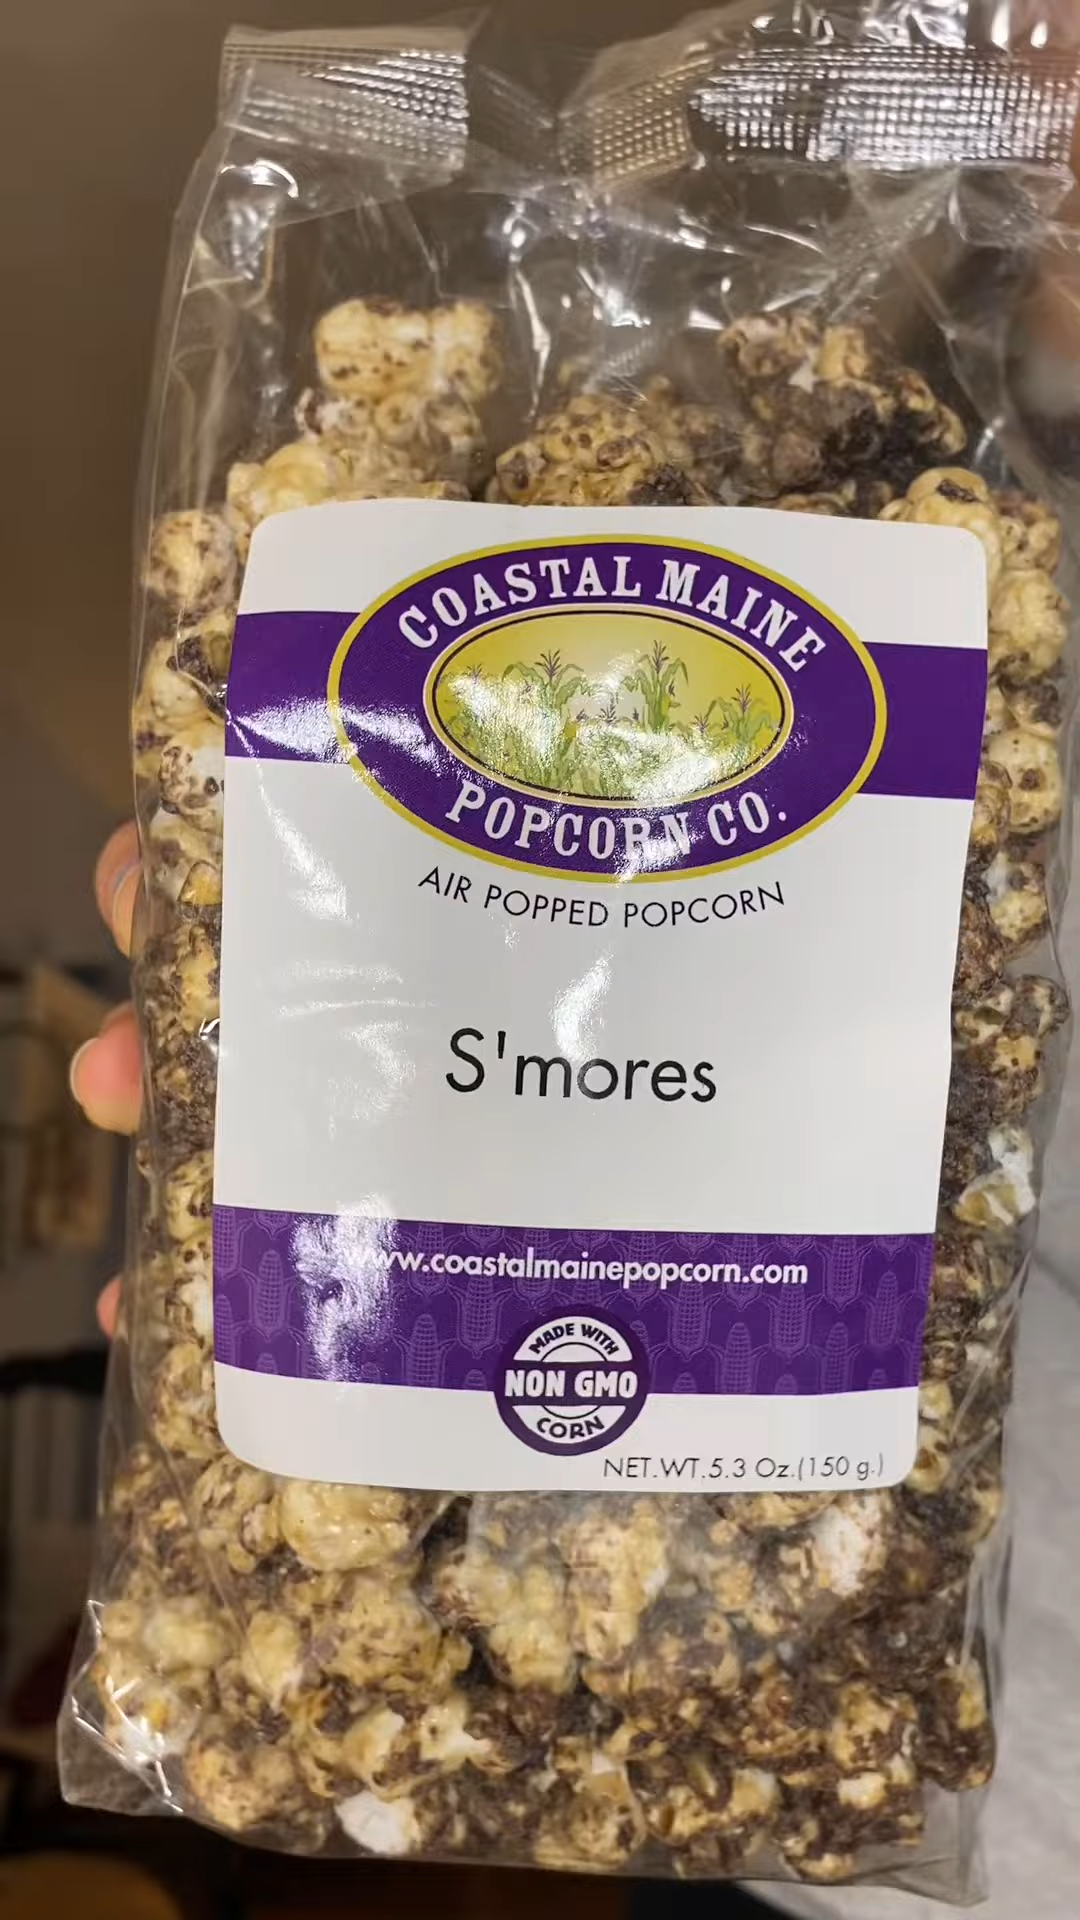 COASTAL MAINE
POPCORN CO.
AIR POPPED POPCORN
S'mores
www.coastalmainepopcorn.com
MADE WITH
NON GMO
CORN
NET.WT.5.3 Oz.(150 g.)